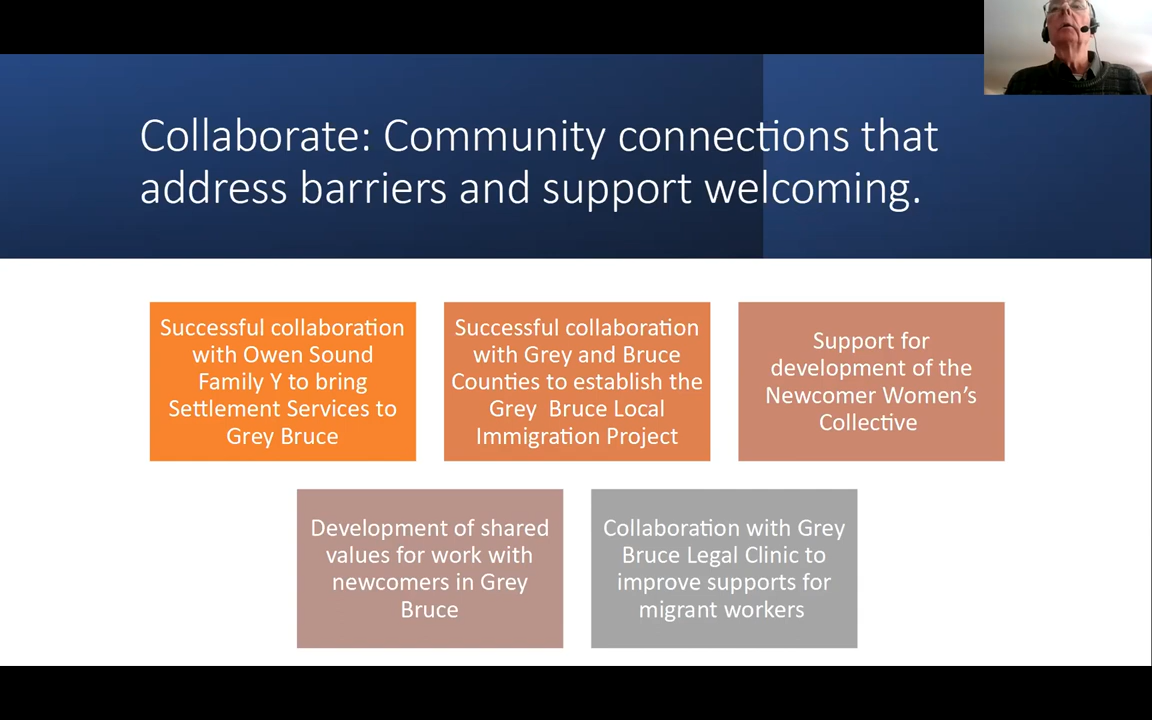 Collaborate: Community connections that
address barriers and support welcoming.
Successful collaboration
with Owen Sound
Family Y to bring
Settlement Services to
Grey Bruce
Successful collaboration
with Grey and Bruce
Counties to establish the
Grey  Bruce Local
Immigration Project
Support for
development of the
Newcomer Women’s
Collective
Development of shared
values for work with
newcomers in Grey
Bruce
Collaboration with Grey
Bruce Legal Clinic to
improve supports for
migrant workers